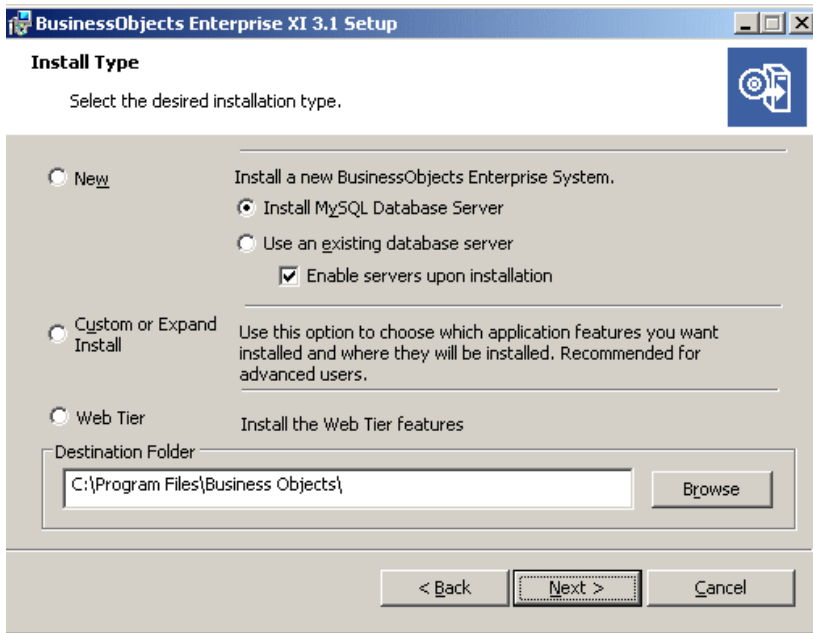 BusinessObjects Enterprise XI 3.1 Setup
Install Type
Select the desired installation type.
New
Install a new BusinessObjects Enterprise System.
Install MySQL Database Server
Use an existing database server
Enable servers upon installation
Custom or Expand
Install
Use this option to choose which application features you want
installed and where they will be installed. Recommended for
advanced users.
Web Tier
Install the Web Tier features
Destination Folder
C:\Program Files\Business Objects\
Browse
< Back
Next >
Cancel